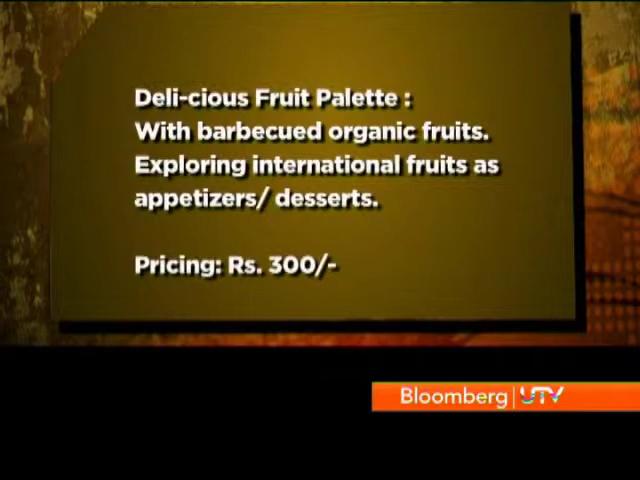 Deli-cious Fruit Palette :
With barbecued organic fruits.
Exploring international fruits as
appetizers/ desserts.
Pricing: Rs. 300/-
Bloomberg | UTV